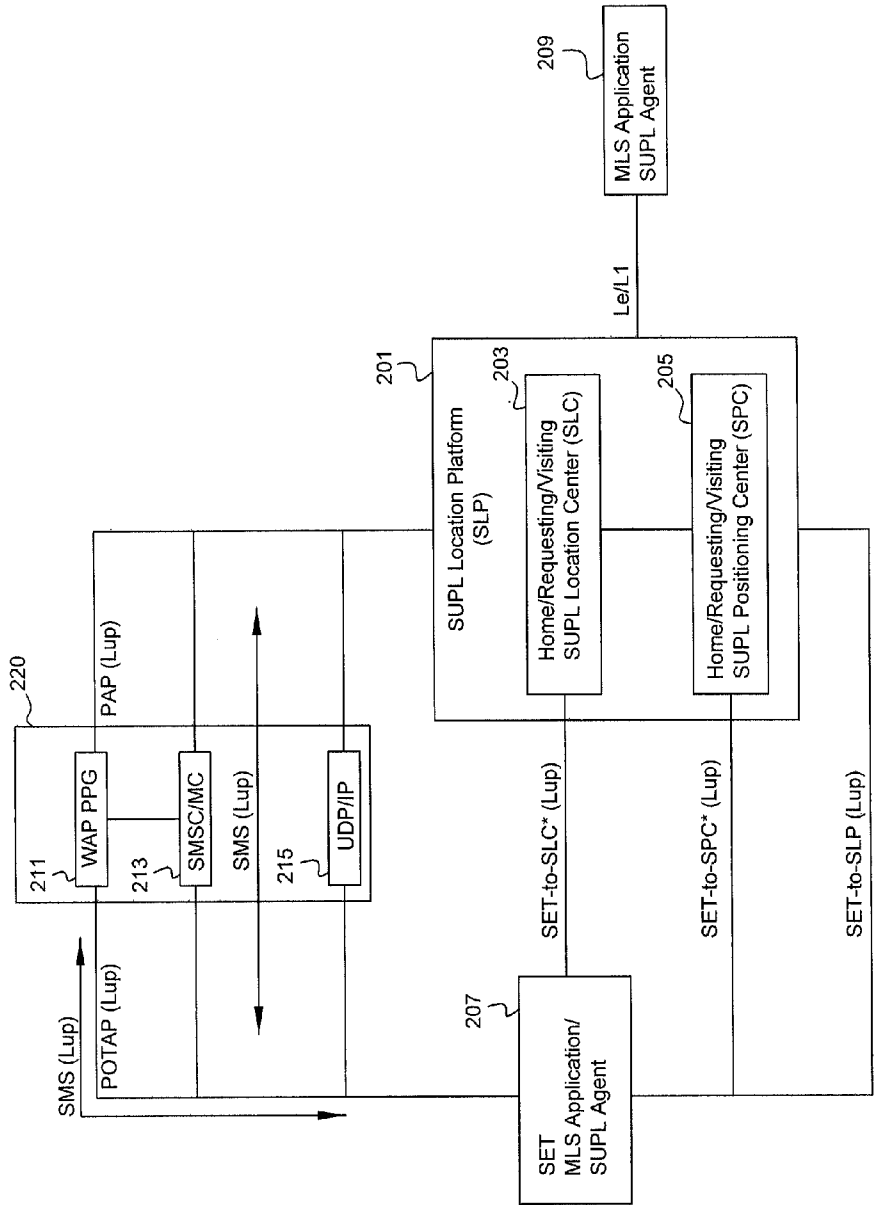 220
211
WAP PPG
PAP (Lup)
SMS (Lup)
POTAP (Lup)
213
SMSC/MC
SMS (Lup)
215
UDP/IP
201
SUPL Location Platform
(SLP)
203
Home/Requesting/Visiting
SUPL Location Center (SLC)
205
Home/Requesting/Visiting
SUPL Positioning Center (SPC)
Le/L1
209
MLS Application
SUPL Agent
207
SET
MLS Application/
SUPL Agent
SET-to-SLC* (Lup)
SET-to-SPC* (Lup)
SET-to-SLP (Lup)